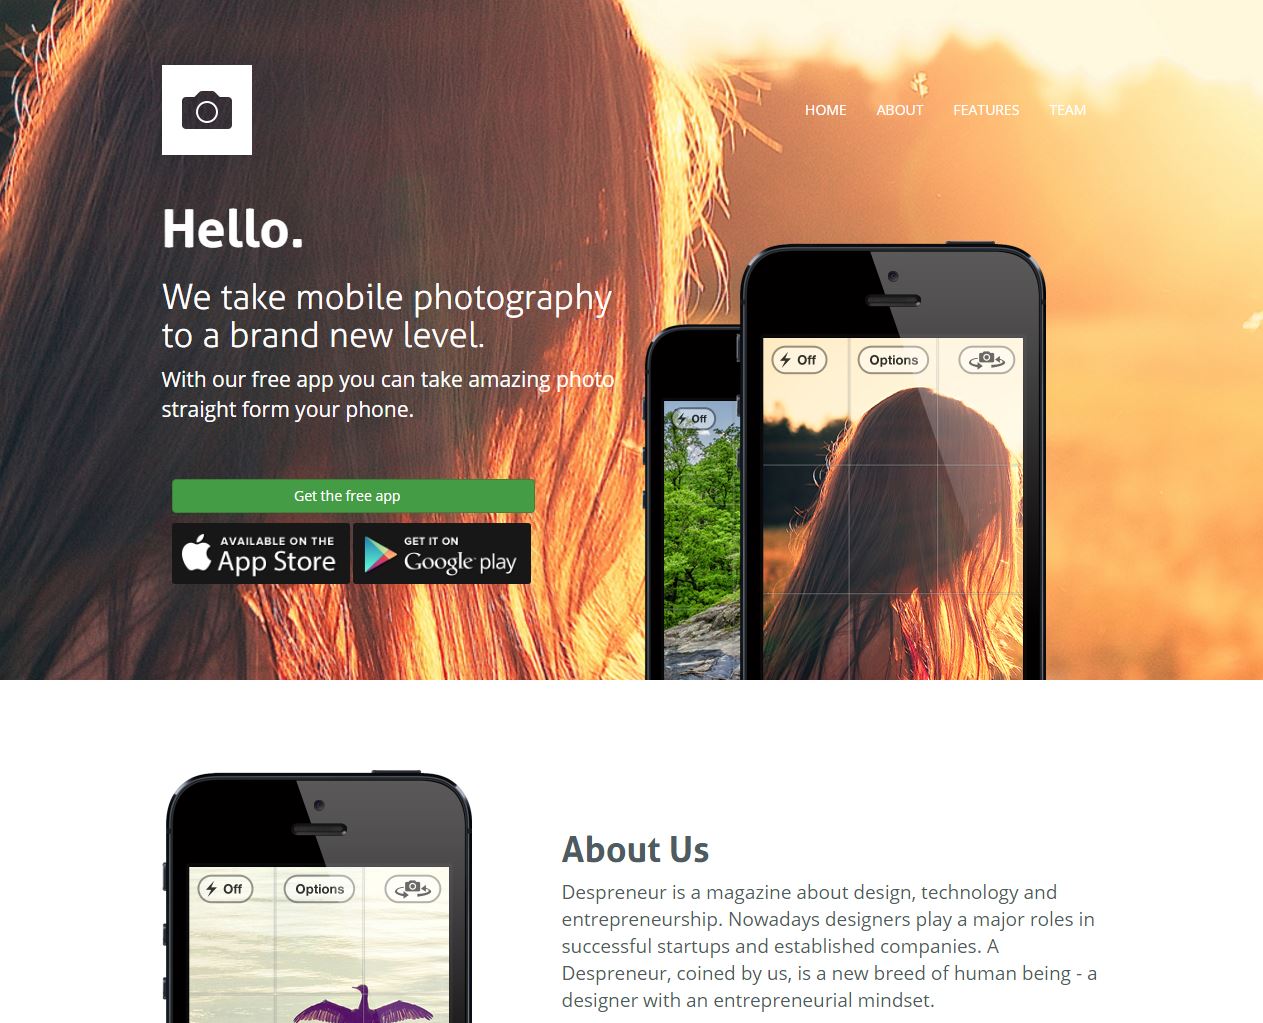 HOME ABOUT FEATURES TEAM
Hello.
We take mobile photography
to a brand new level.
With our free app you can take amazing photo
straight form your phone.
Get the free app
AVAILABLE ON THE
App Store
GET IT ON
Google play
Off
Off
Options
Off
Options
About Us
Despreneur is a magazine about design, technology and
entrepreneurship. Nowadays designers play a major roles in
successful startups and established companies. A
Despreneur, coined by us, is a new breed of human being - a
designer with an entrepreneurial mindset.